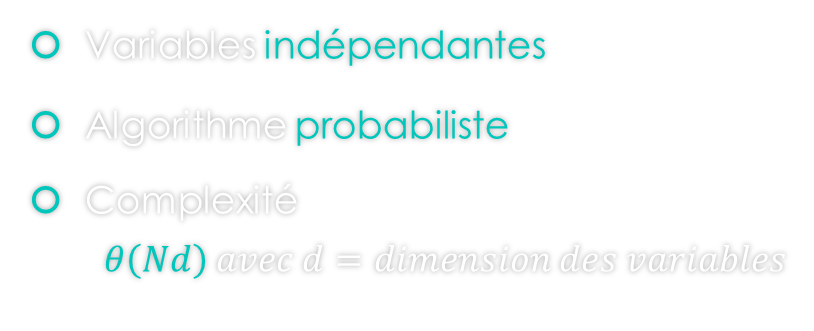 Variables indépendantes
Algorithme probabiliste
Complexité
θ(Nd) avec d = dimension des variables